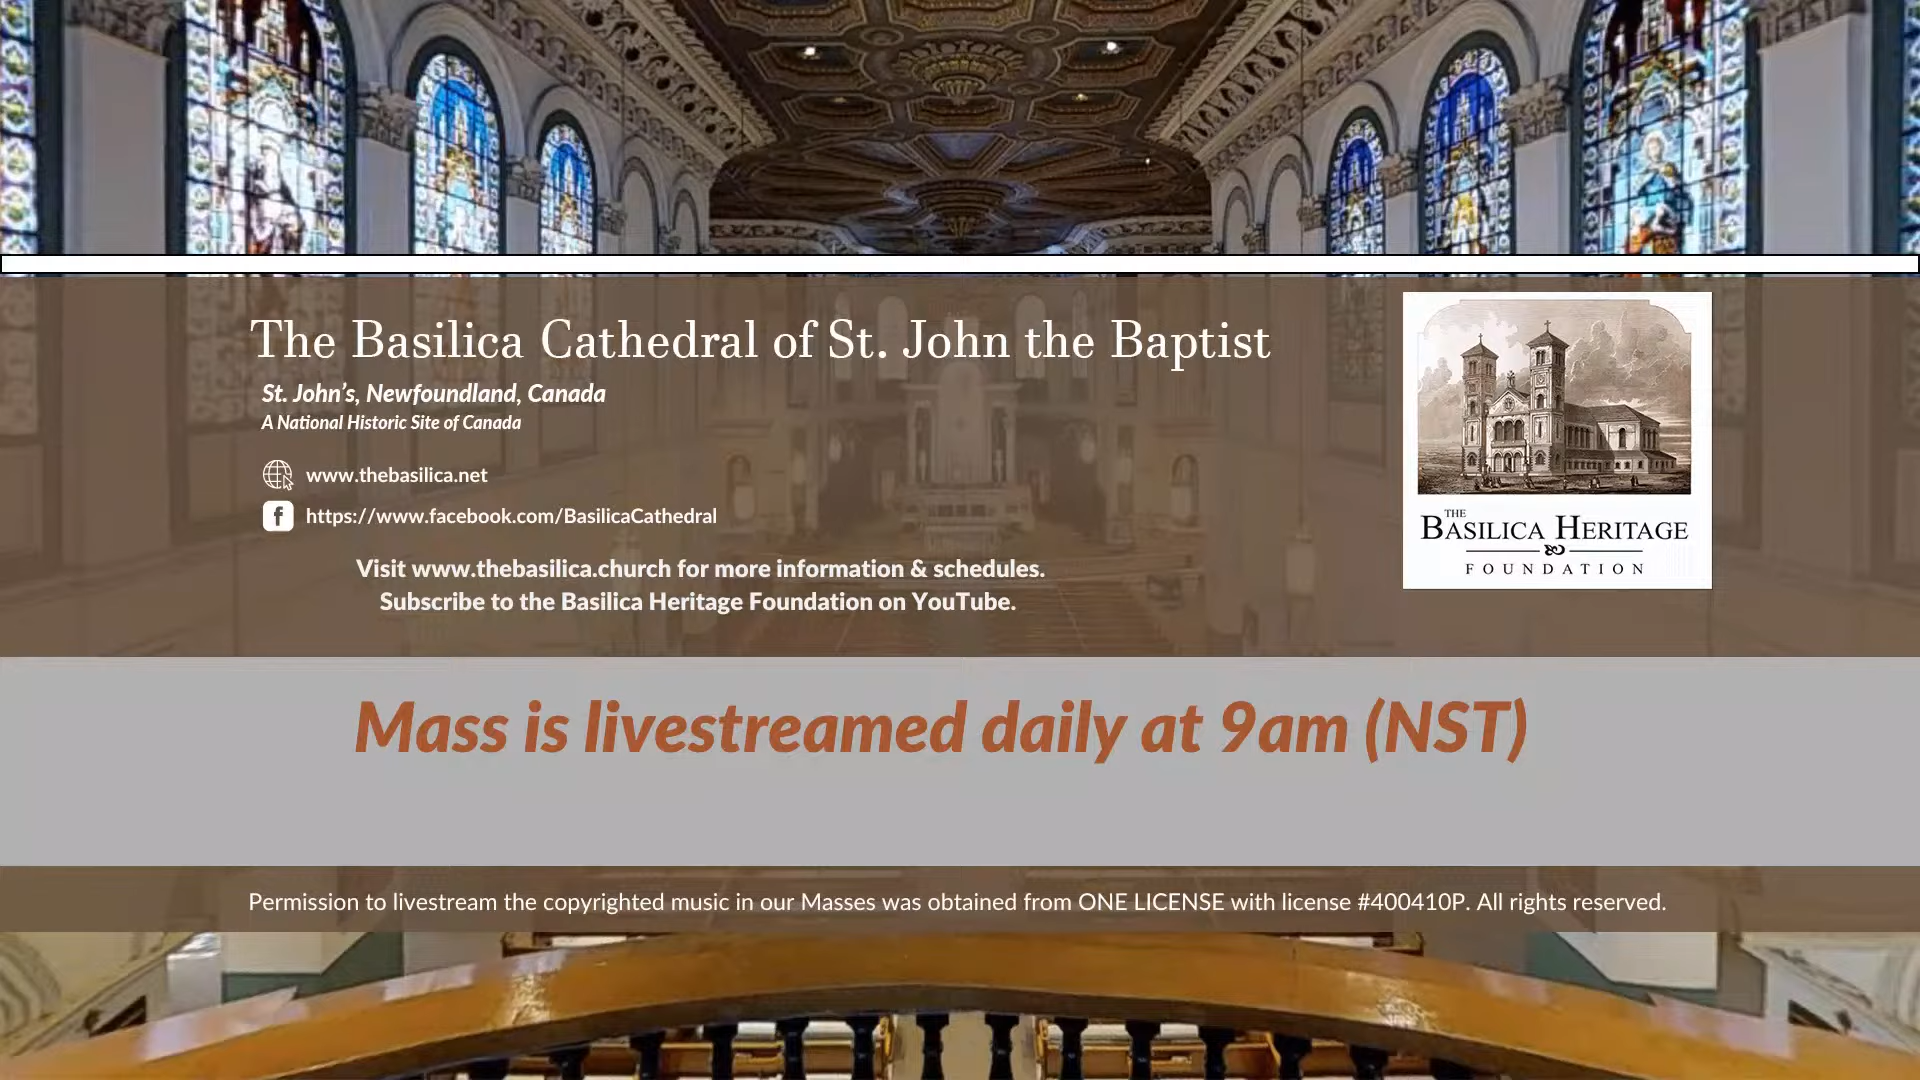 The Basilica Cathedral of St. John the Baptist
St. John’s, Newfoundland, Canada
A National Historic Site of Canada
www.thebasilica.net
https://www.facebook.com/BasilicaCathedral
Visit www.thebasilica.church for more information & schedules.
Subscribe to the Basilica Heritage Foundation on YouTube.
THE
BASILICA HERITAGE
FOUNDATION
Mass is livestreamed daily at 9am (NST)
Permission to livestream the copyrighted music in our Masses was obtained from ONE LICENSE with license #400410P. All rights reserved.